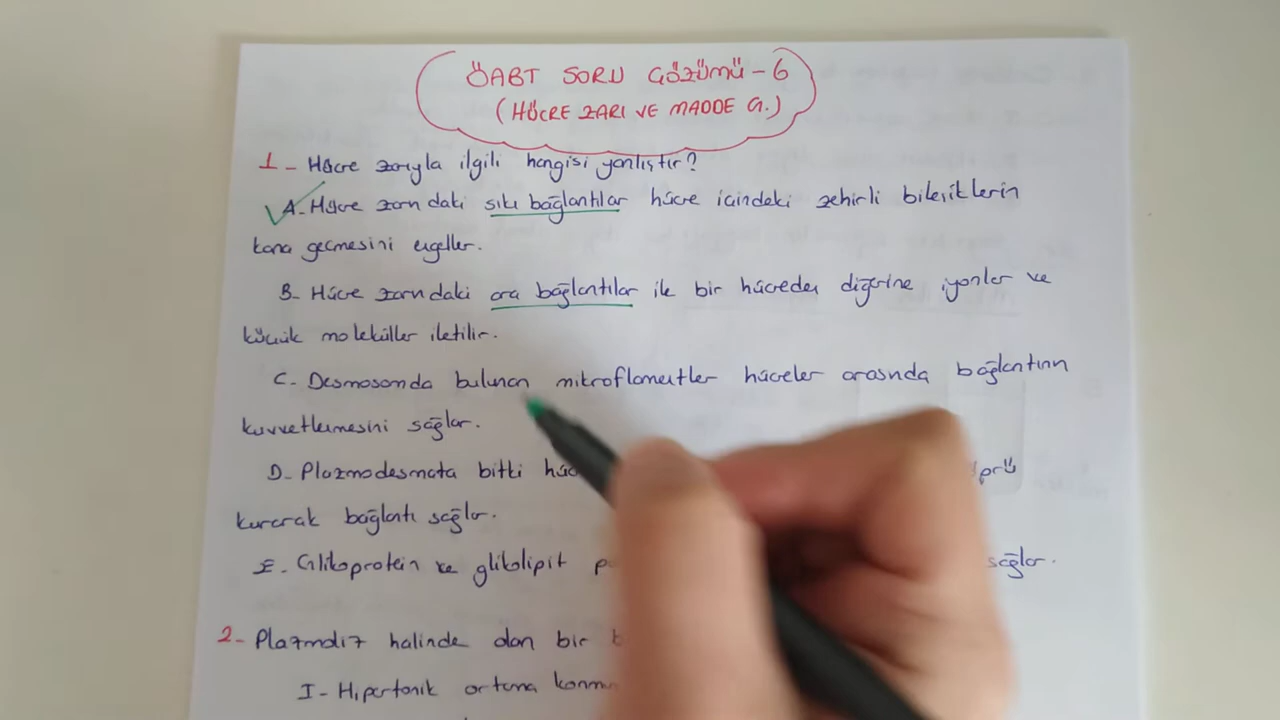 ÖABT SORU ÇÖZÜMÜ - 6
(HÜCRE ZARI VE MADDE G.)
1- Hücre zarıyla ilgili hangisi yanlıştır?
A- Hücre zarındaki sıkı bağlantılar hücre içindeki zehirli bileşiklerin
kana geçmesini engeller.
B- Hücre zarındaki ara bağlantılar ile bir hücreden diğerine iyonlar ve
küçük moleküller iletilir.
C- Desmosomda bulunan mikroflamentler hücreler arasında bağlantının
kuvvetlenmesini sağlar.
D- Plazmodesmata bitki
kurarak bağlantı sağlar.
E- Glikoprotein ve glikolipit sağlar.
2- Plazmoliz halinde olan bir
I- Hipertonik ortama